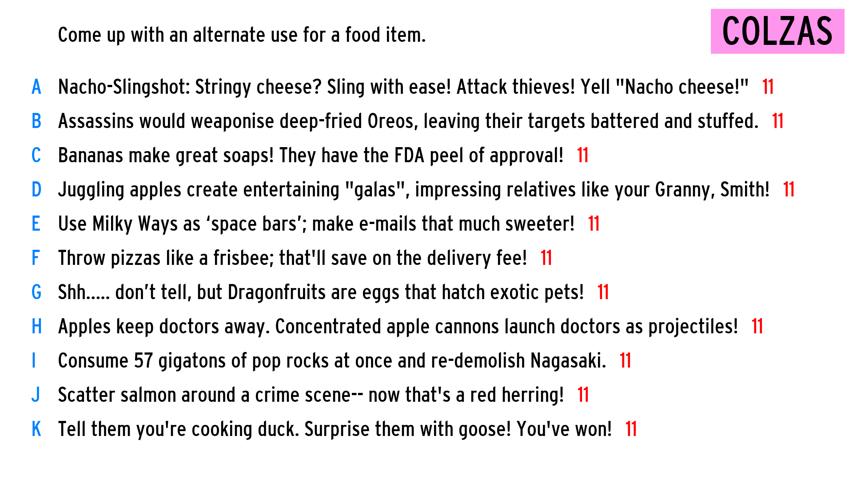 Come up with an alternate use for a food item.
COLZAS
A Nacho-Slingshot: Stringy cheese? Sling with ease! Attack thieves! Yell "Nacho cheese!" 11
B Assassins would weaponise deep-fried Oreos, leaving their targets battered and stuffed. 11
C Bananas make great soaps! They have the FDA peel of approval! 11
D Juggling apples create entertaining "galas", impressing relatives like your Granny, Smith! 11
E Use Milky Ways as ‘space bars’; make e-mails that much sweeter! 11
F Throw pizzas like a frisbee; that'll save on the delivery fee! 11
G Shh..... don’t tell, but Dragonfruits are eggs that hatch exotic pets! 11
H Apples keep doctors away. Concentrated apple cannons launch doctors as projectiles! 11
I Consume 57 gigatons of pop rocks at once and re-demolish Nagasaki. 11
J Scatter salmon around a crime scene-- now that's a red herring! 11
K Tell them you're cooking duck. Surprise them with goose! You've won! 11